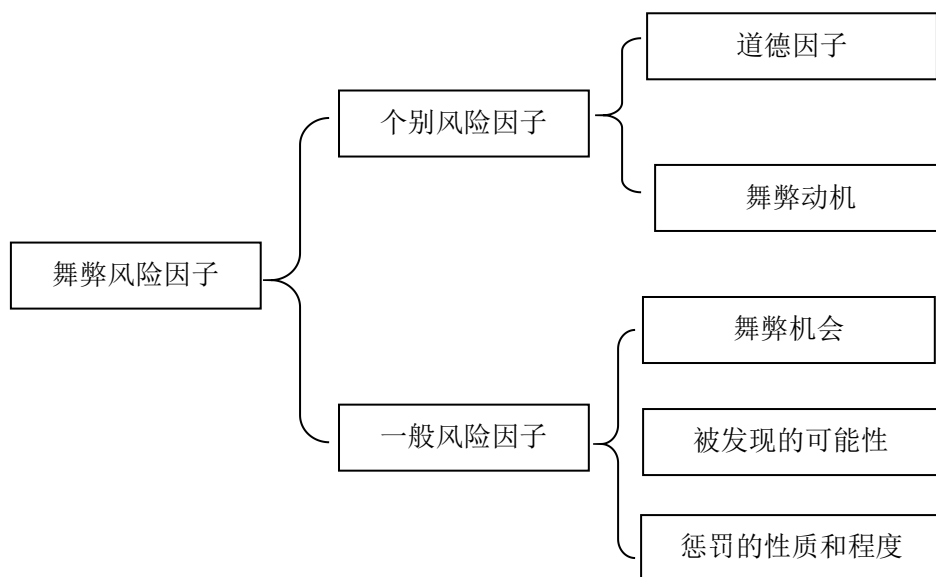 道德因子
个别风险因子
舞弊动机
舞弊风险因子
舞弊机会
一般风险因子
被发现的可能性
惩罚的性质和程度